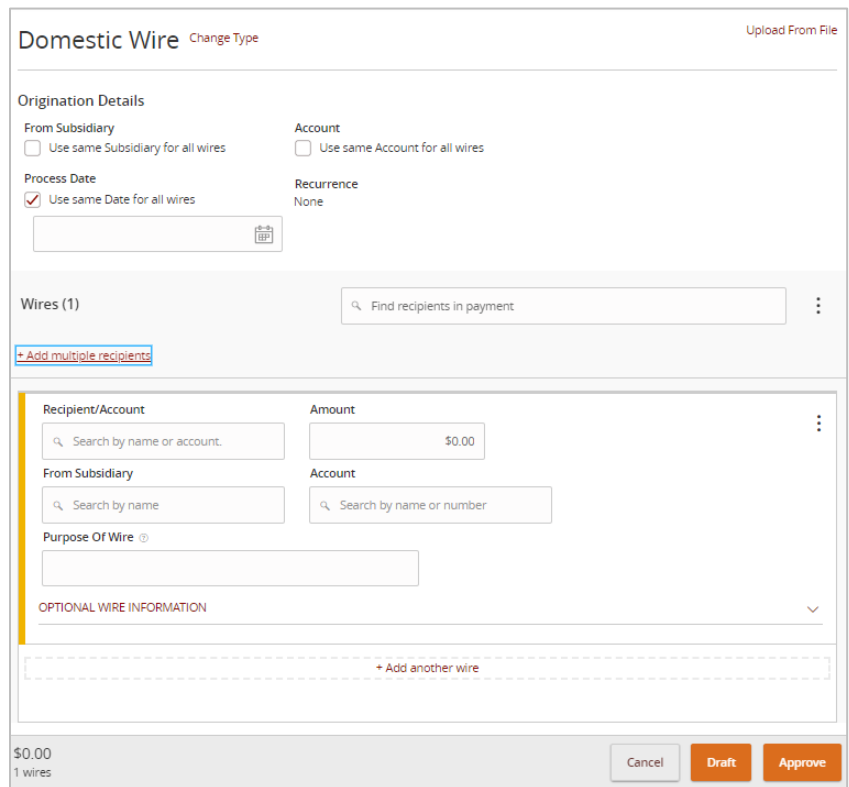 Domestic Wire Change Type Upload From File
Origination Details
From Subsidiary Account
Use same Subsidiary for all wires Use same Account for all wires
Process Date Recurrence
Use same Date for all wires None
Wires (1) Find recipients in payment
+ Add multiple recipients
Recipient/Account Amount
Search by name or account. $0.00
From Subsidiary Account
Search by name Search by name or number
Purpose Of Wire ?
OPTIONAL WIRE INFORMATION
+ Add another wire
$0.00
1 wires Cancel Draft Approve